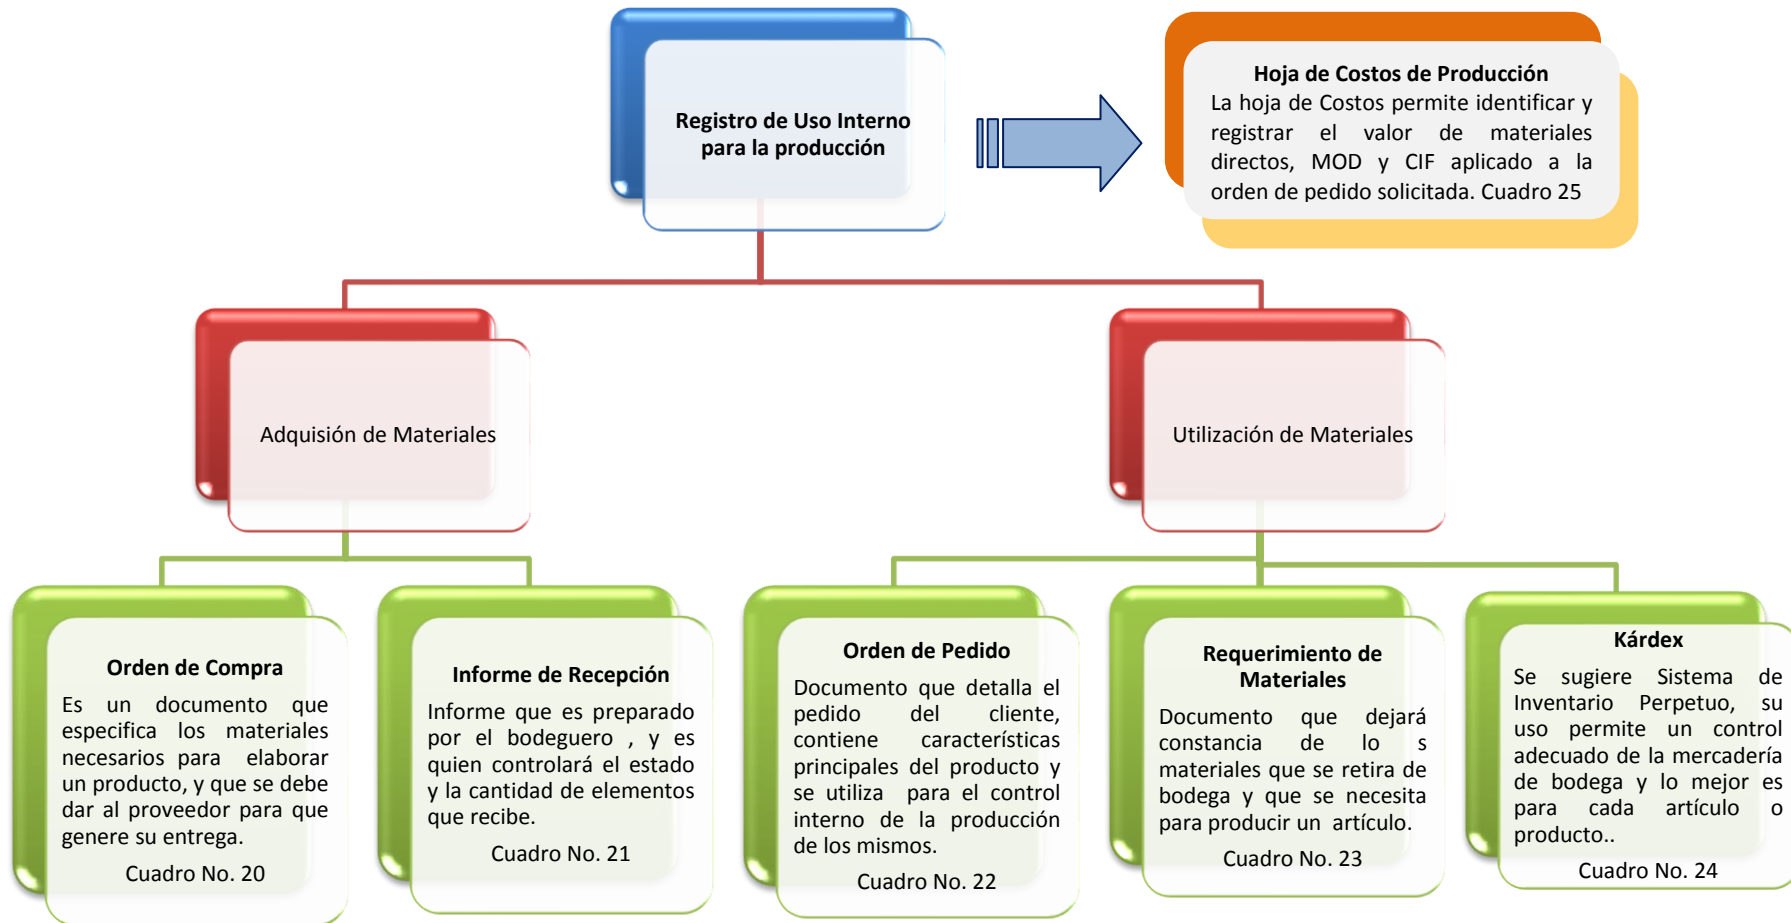 Registro de Uso Interno
para la producción
Hoja de Costos de Producción
La hoja de Costos permite identificar y
registrar el valor de materiales
directos, MOD y CIF aplicado a la
orden de pedido solicitada. Cuadro 25
Adquisión de Materiales
Utilización de Materiales
Orden de Compra
Es un documento que
especifica los materiales
necesarios para elaborar
un producto, y que se debe
dar al proveedor para que
genere su entrega.
Cuadro No. 20
Informe de Recepción
Informe que es preparado
por el bodeguero , y es
quien controlará el estado
y la cantidad de elementos
que recibe.
Cuadro No. 21
Orden de Pedido
Documento que detalla el
pedido del cliente,
contiene características
principales del producto y
se utiliza para el control
interno de la producción
de los mismos.
Cuadro No. 22
Requerimiento de
Materiales
Documento que dejará
constancia de lo s
materiales que se retira de
bodega y que se necesita
para producir un artículo.
Cuadro No. 23
Kárdex
Se sugiere Sistema de
Inventario Perpetuo, su
uso permite un control
adecuado de la mercadería
de bodega y lo mejor es
para cada artículo o
producto..
Cuadro No. 24